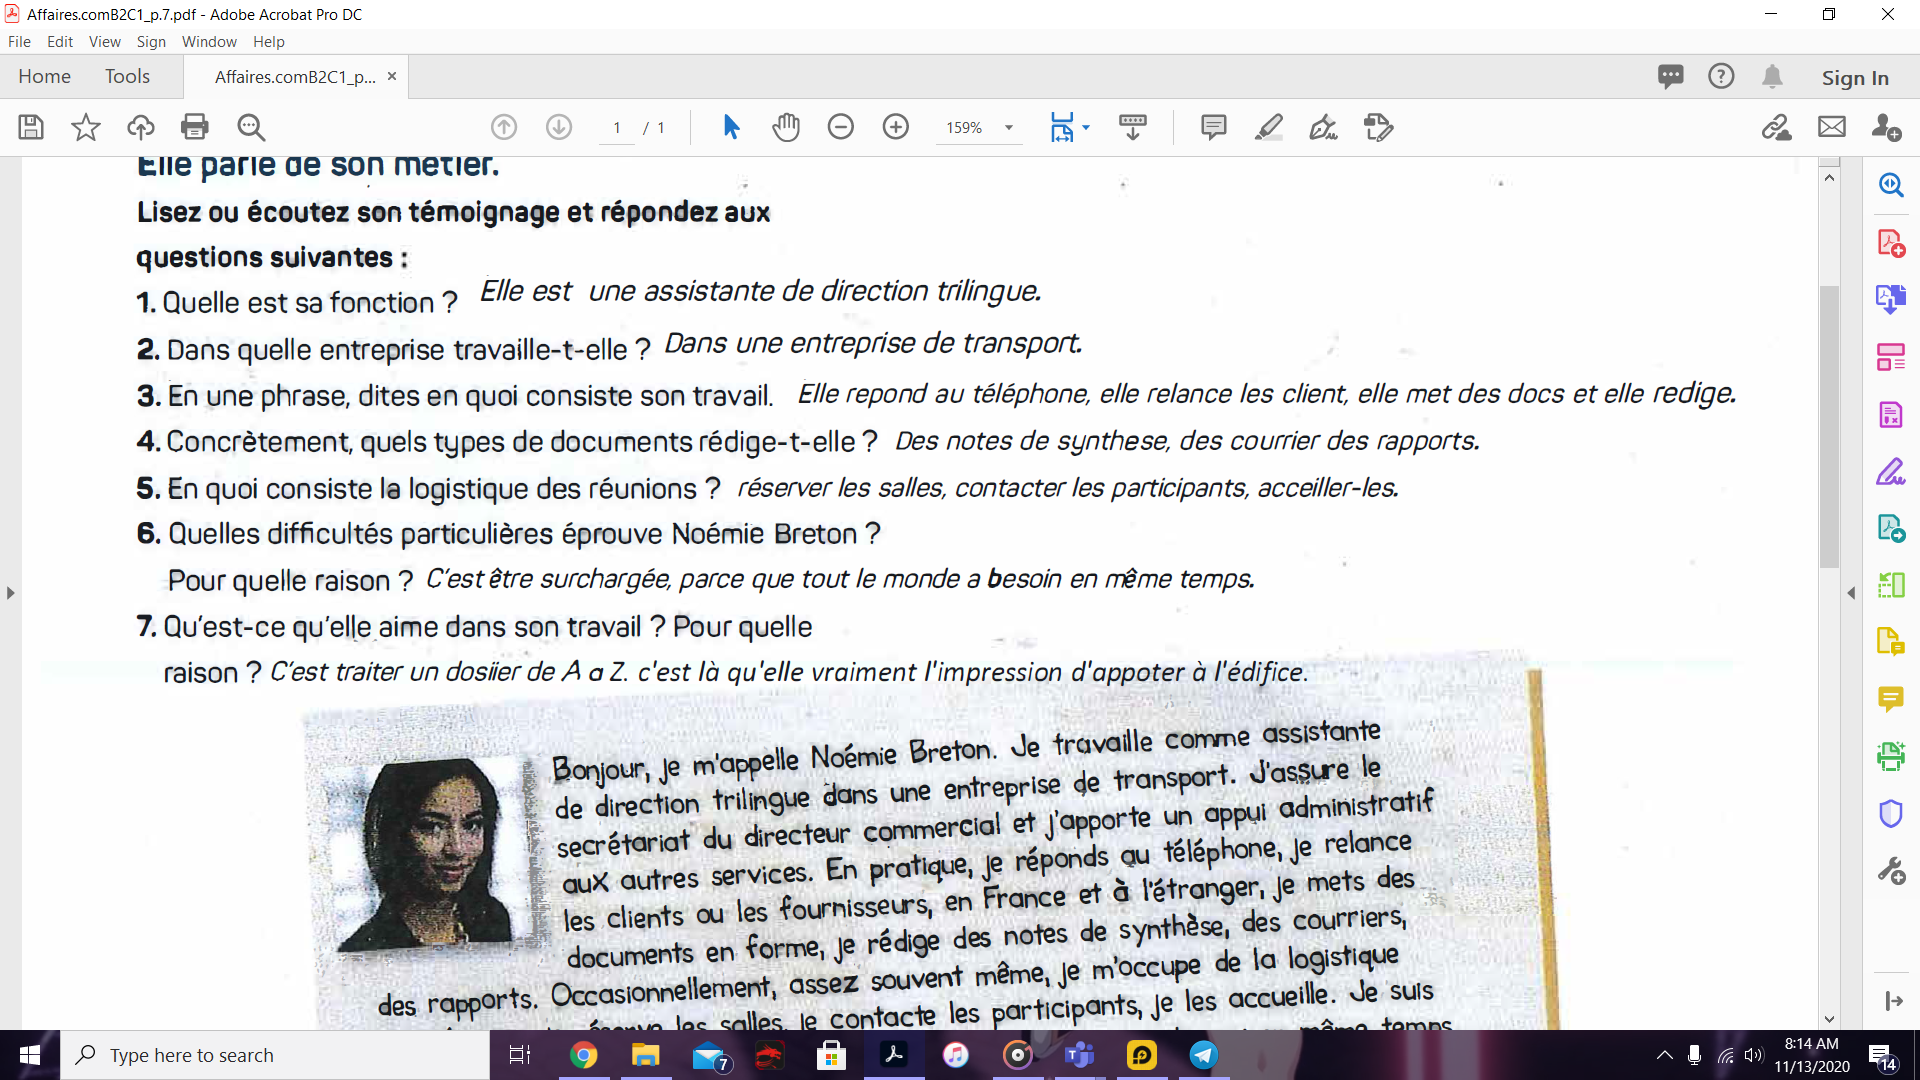 Affaires.comB2C1_p.7.pdf - Adobe Acrobat Pro DC
File Edit View Sign Window Help
Home Tools Affaires.comB2C1_p... × Sign In
1 / 1 159%
Elle parle de son métier.
Lisez ou écoutez son témoignage et répondez aux
questions suivantes :
1. Quelle est sa fonction ? Elle est une assistante de direction trilingue.
2. Dans quelle entreprise travaille-t-elle ? Dans une entreprise de transport.
3. En une phrase, dites en quoi consiste son travail. Elle repond au téléphone, elle relance les client, elle met des docs et elle redige.
4. Concrètement, quels types de documents rédige-t-elle ? Des notes de synthese, des courrier des rapports.
5. En quoi consiste la logistique des réunions ? réserver les salles, contacter les participants, acceiller-les.
6. Quelles difficultés particulières éprouve Noémie Breton ?
Pour quelle raison ? C'est être surchargée, parce que tout le monde a besoin en même temps.
7. Qu'est-ce qu'elle aime dans son travail ? Pour quelle
raison ? C'est traiter un dosiier de A a Z. c'est là qu'elle vraiment l'impression d'appoter à l'édifice.
Bonjour, je m'appelle Noémie Breton. Je travaille comme assistante
de direction trilingue dans une entreprise de transport. J'assure le
secrétariat du directeur commercial et j'apporte un appui administratif
aux autres services. En pratique, je réponds au téléphone, je relance
les clients ou les fournisseurs, en France et à l'étranger, je mets des
documents en forme, je rédige des notes de synthèse, des courriers,
des rapports. Occasionnellement, assez souvent même, je m'occupe de la logistique
les salles, je contacte les participants, je les accueille. Je suis
même temps
Type here to search
7
8:14 AM
11/13/2020
14